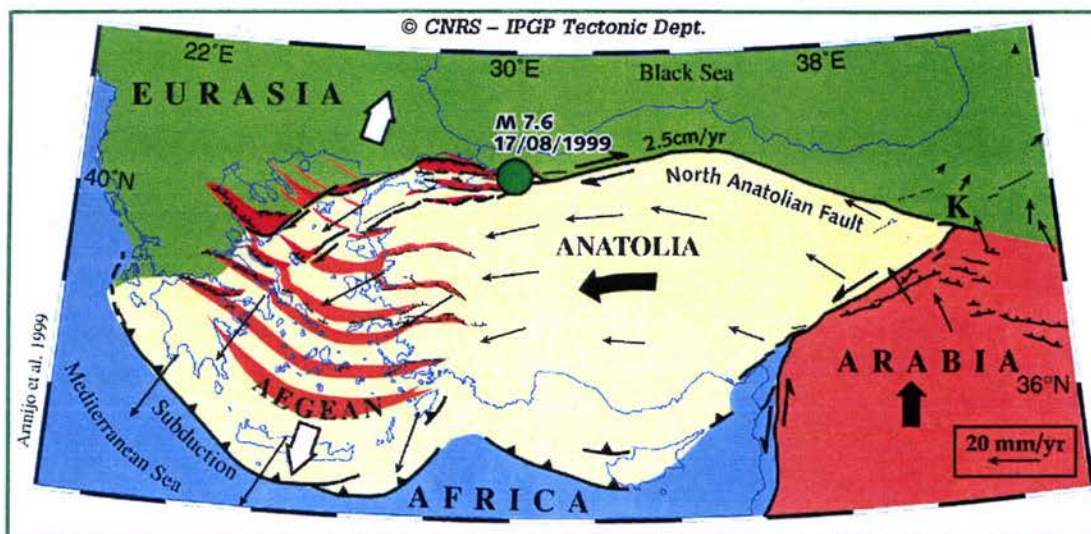 © CNRS – IPGP Tectonic Dept.
22°E
30°E
38°E
Black Sea
EURASIA
M 7.6
17/08/1999
2.5cm/yr
40°N
North Anatolian Fault
K
ANATOLIA
ARABIA
36°N
AEGEAN
Subduction
Mediterranean Sea
20 mm/yr
AFRICA
Armijo et al. 1999